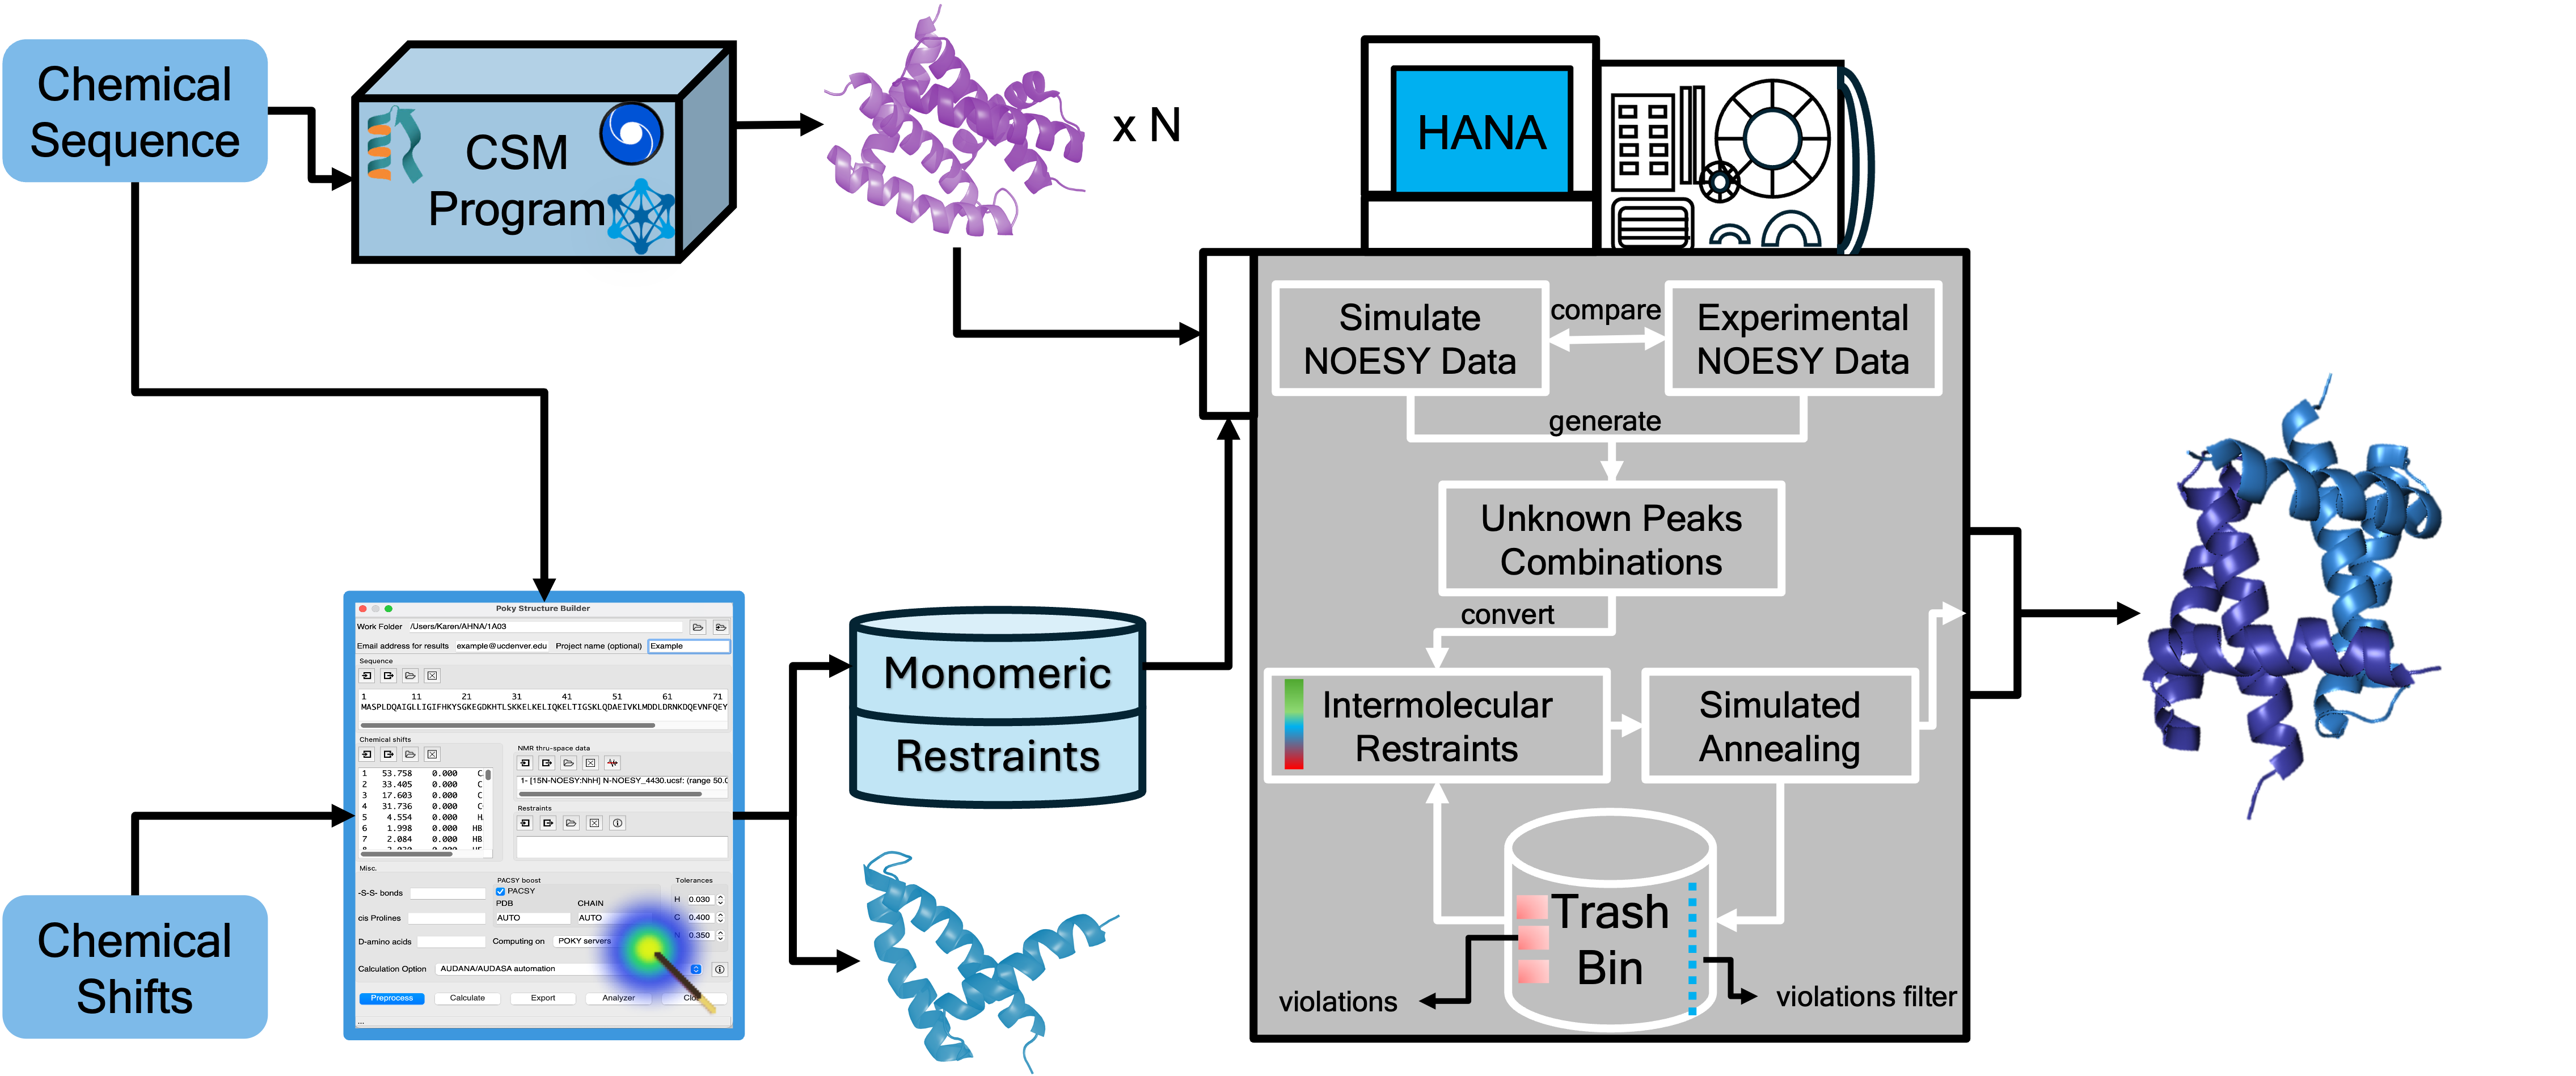 Chemical
Sequence
CSM
Program
x N
HANA
Simulate
NOESY Data
compare
Experimental
NOESY Data
generate
Unknown Peaks
Combinations
convert
Intermolecular
Restraints
Simulated
Annealing
Trash
Bin
violations
violations filter
Monomeric
Restraints
Chemical
Shifts
Poky Structure Builder
Work Folder /Users/Karen/AHNA/1A03
Email address for results example@ucdenver.edu Project name (optional) Example
Sequence
1 11 21 31 41 51 61 71
MASPLDQAIGLLIGIFHKYSGKEGDKHTLSKKELKELIQKELTIGSKLQDAEIVKLMDDLDRNKDQEVNFQEY
Chemical shifts
1 53.758 0.000 C
2 33.405 0.000 C
3 17.603 0.000 C
4 31.736 0.000 C
5 4.554 0.000 H
6 1.998 0.000 HB
7 2.084 0.000 HB
NMR thru-space data
1- [15N-NOESY:NhH] N-NOESY_4430.ucsf: (range 50.0
Restraints
Misc.
-S-S- bonds
cis Prolines
D-amino acids
PACSY boost
PACSY
PDB CHAIN
AUTO AUTO
Computing on POKY servers
Tolerances
H 0.030
C 0.400
N 0.350
Calculation Option AUDANA/AUDASA automation
Preprocess Calculate Export Analyzer Clo
...